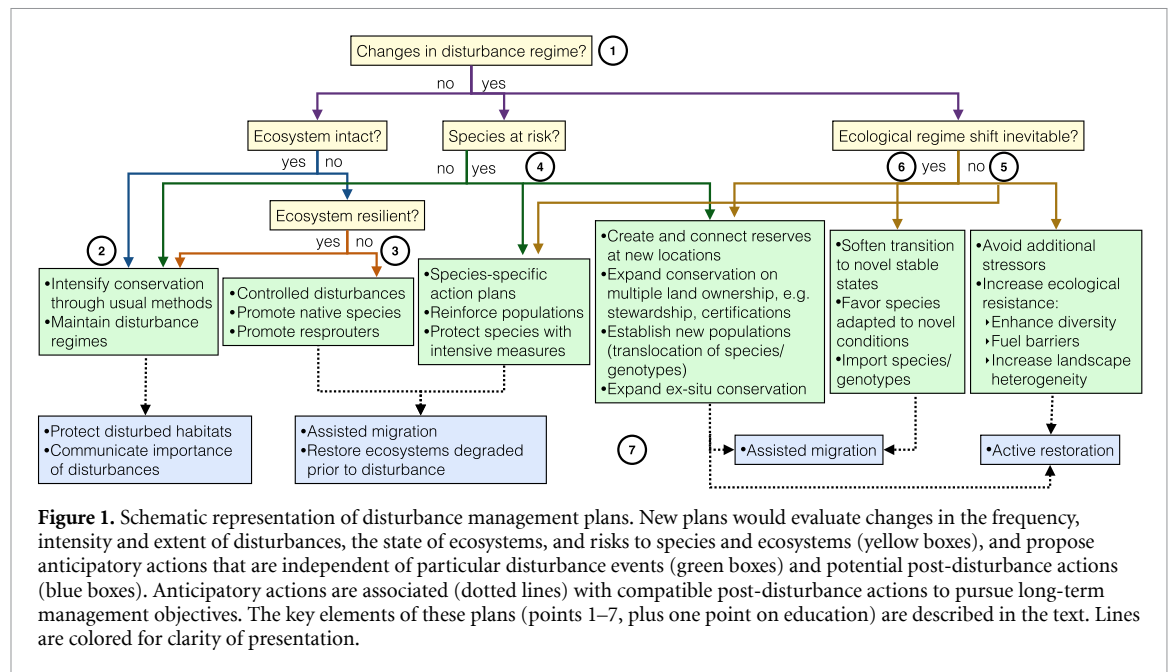 Changes in disturbance regime? 1
no yes
Ecosystem intact?
Species at risk?
Ecological regime shift inevitable?
yes no
no yes 4
6 yes no 5
Ecosystem resilient?
yes no
2
3
•Intensify conservation
through usual methods
•Maintain disturbance
regimes
•Controlled disturbances
•Promote native species
•Promote resprouters
•Species-specific
action plans
•Reinforce populations
•Protect species with
intensive measures
•Create and connect reserves
at new locations
•Expand conservation on
multiple land ownership, e.g.
stewardship, certifications
•Establish new populations
(translocation of species/
genotypes)
•Expand ex-situ conservation
•Soften transition
to novel stable
states
•Favor species
adapted to novel
conditions
•Import species/
genotypes
•Avoid additional
stressors
•Increase ecological
resistance:
‣Enhance diversity
‣Fuel barriers
‣Increase landscape
heterogeneity
•Protect disturbed habitats
•Communicate importance
of disturbances
•Assisted migration
•Restore ecosystems degraded
prior to disturbance
7
•Assisted migration
•Active restoration
Figure 1. Schematic representation of disturbance management plans. New plans would evaluate changes in the frequency,
intensity and extent of disturbances, the state of ecosystems, and risks to species and ecosystems (yellow boxes), and propose
anticipatory actions that are independent of particular disturbance events (green boxes) and potential post-disturbance actions
(blue boxes). Anticipatory actions are associated (dotted lines) with compatible post-disturbance actions to pursue long-term
management objectives. The key elements of these plans (points 1–7, plus one point on education) are described in the text. Lines
are colored for clarity of presentation.